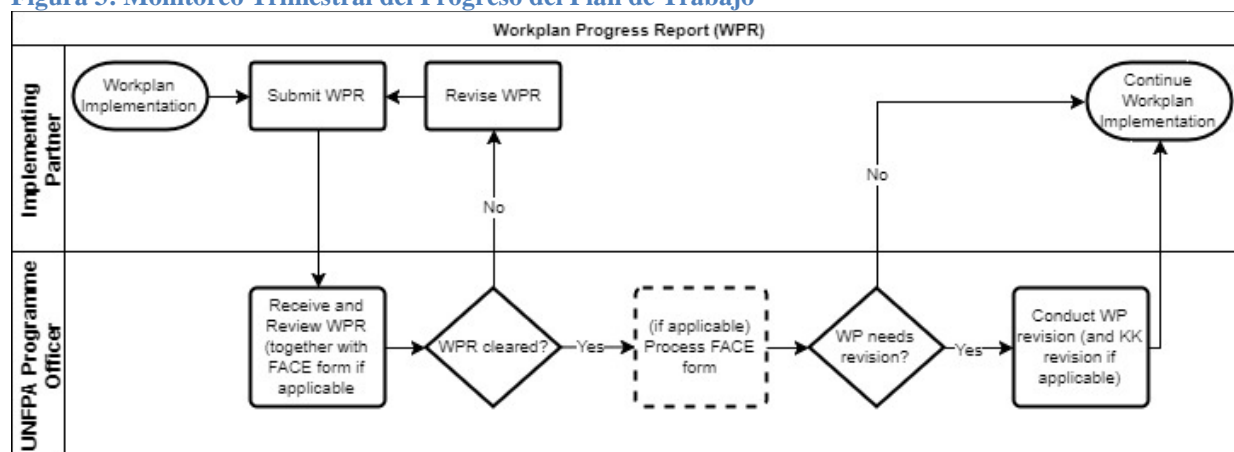 Figura 3: Monitoreo Trimestral del Progreso del Plan de Trabajo
Workplan Progress Report (WPR)
Implementing
Partner
Workplan
Implementation
Submit WPR
Revise WPR
Continue
Workplan
Implementation
No
No
UNFPA Programme
Officer
Receive and
Review WPR
(together with
FACE form if
applicable
WPR cleared?
Yes
(if applicable)
Process FACE
form
WP needs
revision?
Yes
Conduct WP
revision (and KK
revision if
applicable)